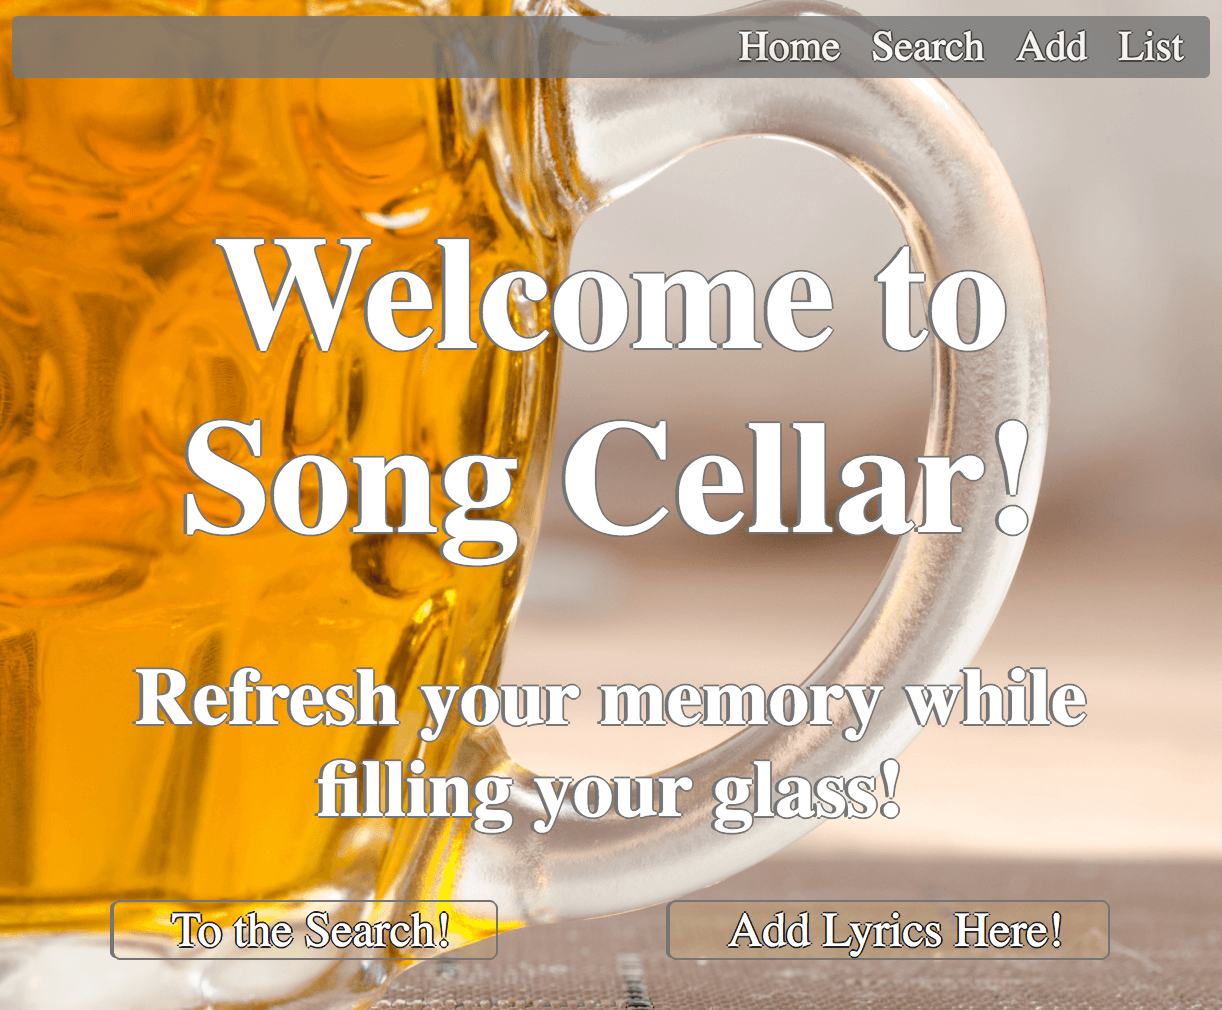 Home Search Add List
Welcome to
Song Cellar!
Refresh your memory while
filling your glass!
To the Search! Add Lyrics Here!